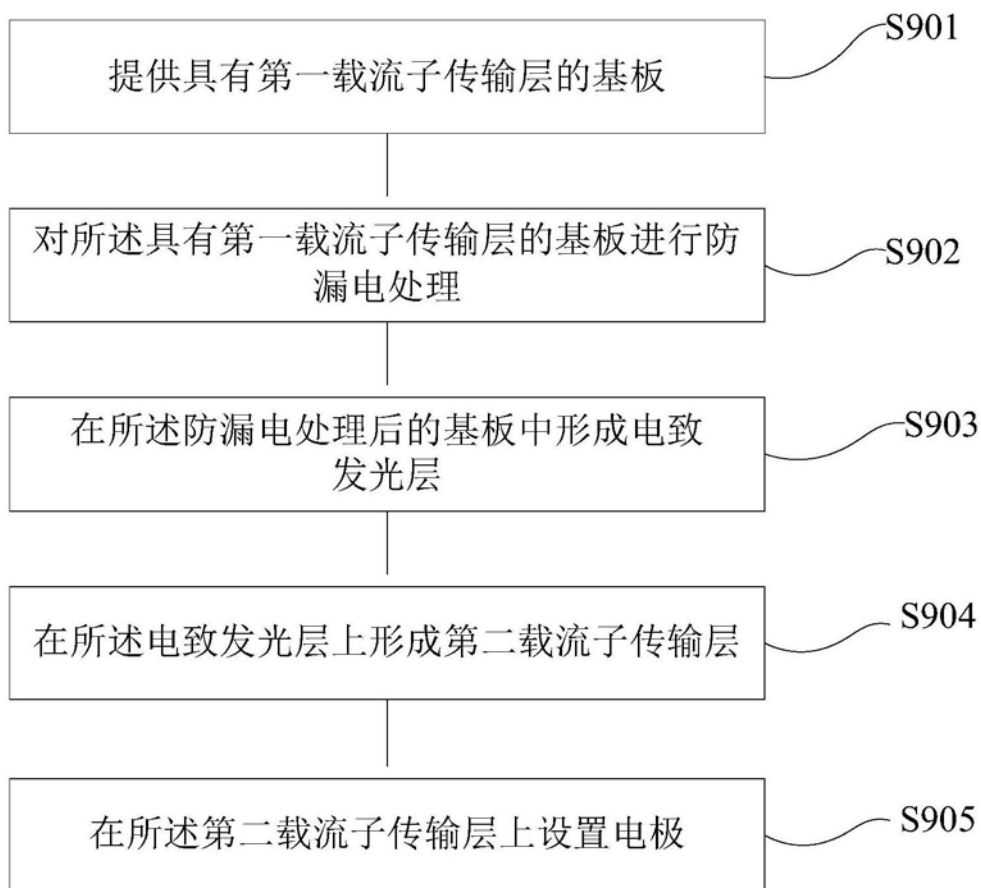 S901
提供具有第一载流子传输层的基板
对所述具有第一载流子传输层的基板进行防
漏电处理
S902
在所述防漏电处理后的基板中形成电致
发光层
S903
在所述电致发光层上形成第二载流子传输层
S904
在所述第二载流子传输层上设置电极
S905